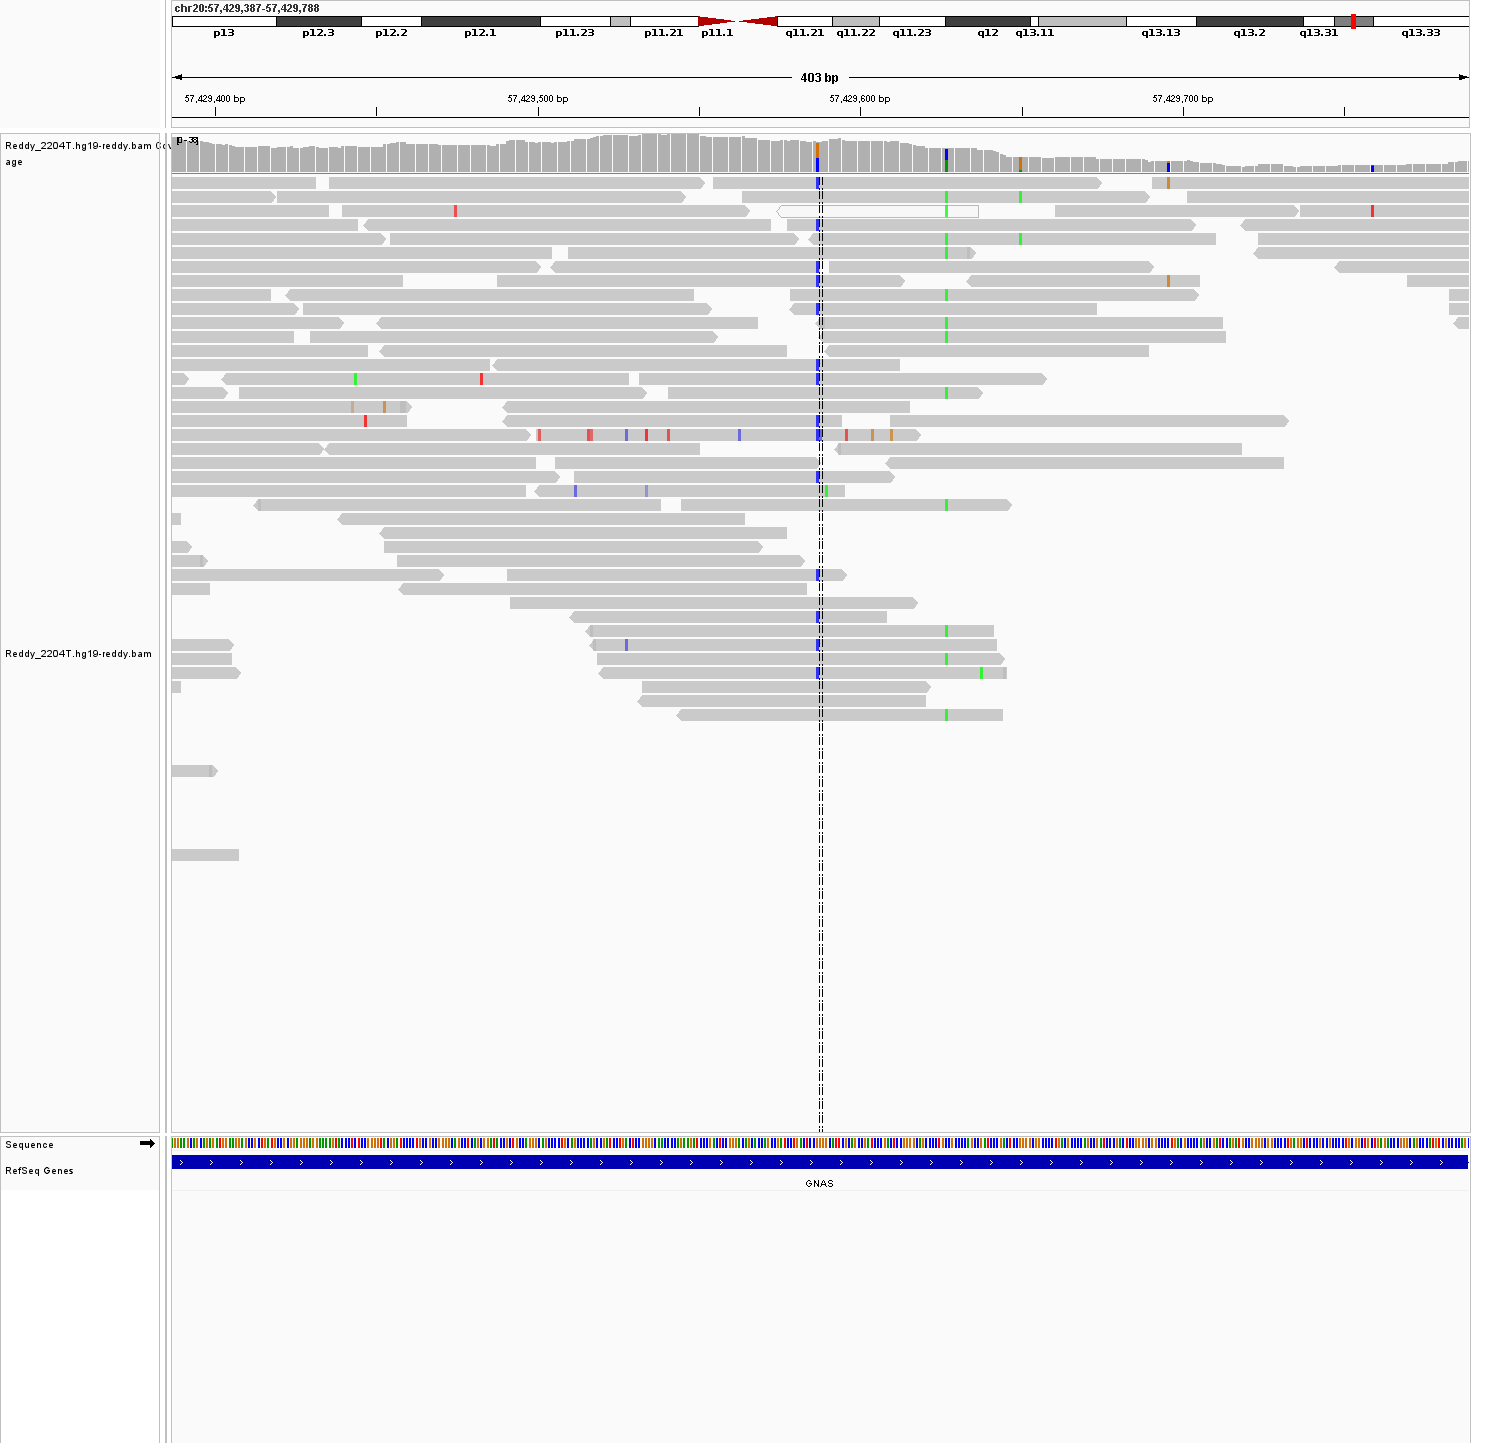 chr20:57,429,387-57,429,788
p13 p12.3 p12.2 p12.1 p11.23 p11.21 p11.1 q11.21 q11.22 q11.23 q12 q13.11 q13.13 q13.2 q13.31 q13.33
403 bp
57,429,400 bp 57,429,500 bp 57,429,600 bp 57,429,700 bp
Reddy_2204T.hg19-reddy.bam Cov
age
Reddy_2204T.hg19-reddy.bam
Sequence
RefSeq Genes
GNAS